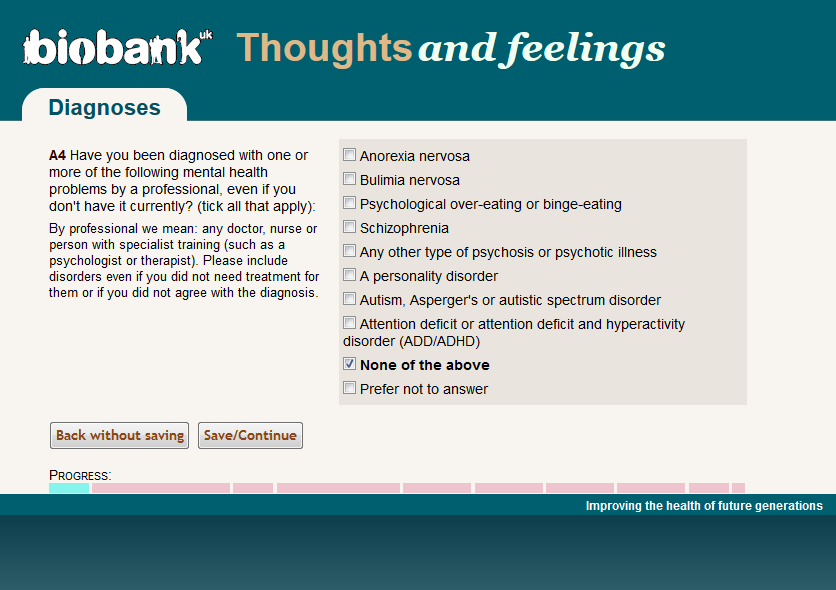 biobank uk
Thoughts and feelings
Diagnoses
A4 Have you been diagnosed with one or
more of the following mental health
problems by a professional, even if you
don't have it currently? (tick all that apply):
By professional we mean: any doctor, nurse or
person with specialist training (such as a
psychologist or therapist). Please include
disorders even if you did not need treatment for
them or if you did not agree with the diagnosis.
Anorexia nervosa
Bulimia nervosa
Psychological over-eating or binge-eating
Schizophrenia
Any other type of psychosis or psychotic illness
A personality disorder
Autism, Asperger's or autistic spectrum disorder
Attention deficit or attention deficit and hyperactivity
disorder (ADD/ADHD)
None of the above
Prefer not to answer
Back without saving
Save/Continue
PROGRESS:
Improving the health of future generations